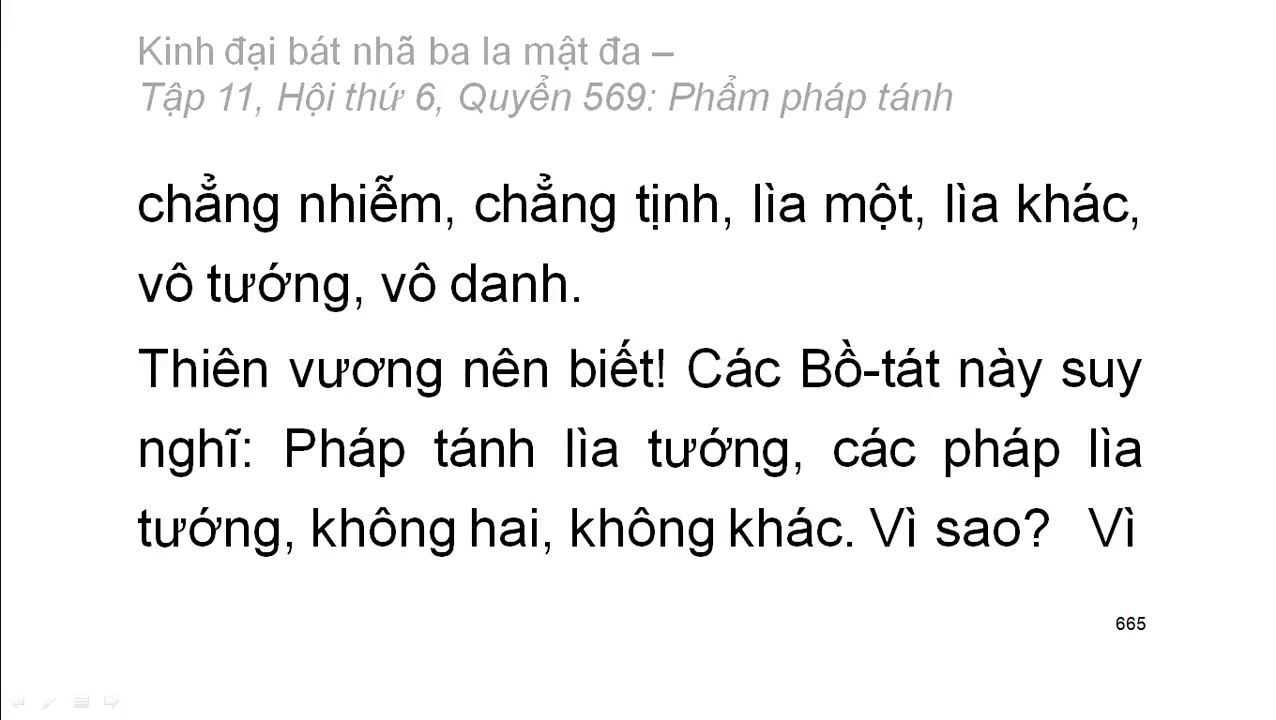 Kinh đại bát nhã ba la mật đa –
Tập 11, Hội thứ 6, Quyển 569: Phẩm pháp tánh
chẳng nhiễm, chẳng tịnh, lìa một, lìa khác,
vô tướng, vô danh.
Thiên vương nên biết! Các Bồ-tát này suy
nghĩ: Pháp tánh lìa tướng, các pháp lìa
tướng, không hai, không khác. Vì sao? Vì
665